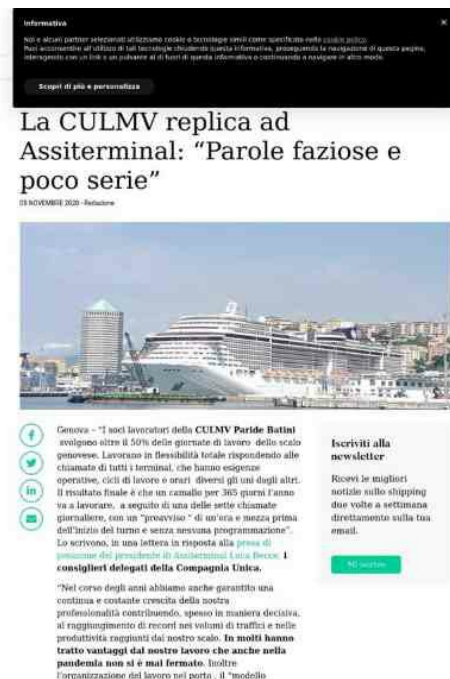 Informativa
×
Noi e alcuni partner selezionati utilizziamo cookie o tecnologie simili come specificato nella cookie policy.
Puoi acconsentire all'utilizzo di tali tecnologie chiudendo questa informativa, proseguendo la navigazione di questa pagina,
interagendo con un link o un pulsante al di fuori di questa informativa o continuando a navigare in altro modo.
Scopri di più e personalizza
La CULMV replica ad
Assiterminal: “Parole faziose e
poco serie”
NOVEMBRE 2020 - Redazione
Genova – “I soci lavoratori della CULMV Paride Batini
svolgono oltre il 50% delle giornate di lavoro dello scalo
genovese. Lavorano in flessibilità totale rispondendo alle
chiamate di tutti i terminal, che hanno esigenze
operative, cicli di lavoro e orari diversi gli uni dagli altri.
Il risultato finale è che un camallo per 365 giorni l'anno
va a lavorare, a seguito di una delle sette chiamate
giornaliere, con un “preavviso ” di un'ora e mezza prima
dell'inizio del turno e senza nessuna programmazione”.
Lo scrivono, in una lettera in risposta alla presa di
posizione del presidente di Assiterminal Luca Becce, i
consiglieri delegati della Compagnia Unica.
“Nel corso degli anni abbiamo anche garantito una
continua e costante crescita della nostra
professionalità contribuendo, spesso in maniera decisiva,
al raggiungimento di record nei volumi di traffici e nelle
produttività raggiunti dal nostro scalo. In molti hanno
tratto vantaggi dal nostro lavoro che anche nella
pandemia non si è mai fermato. Inoltre
l'organizzazione del lavoro nel porto , il “modello
Iscriviti alla
newsletter
Ricevi le migliori
notizie sullo shipping
due volte a settimana
direttamente sulla tua
email.
Mi iscrivo